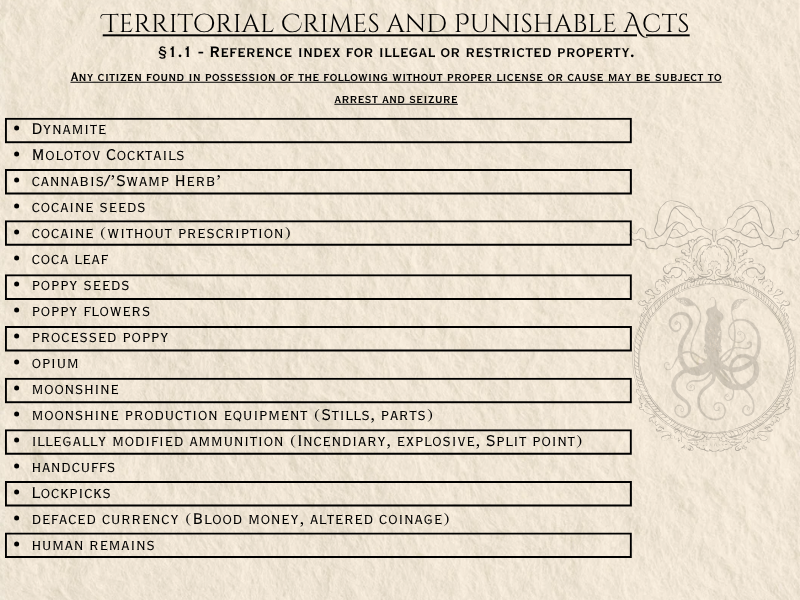 Territorial Crimes and Punishable Acts
§1.1 - Reference index for illegal or restricted property.
Any citizen found in possession of the following without proper license or cause may be subject to
arrest and seizure
• Dynamite
• Molotov Cocktails
• cannabis/'Swamp Herb'
• cocaine seeds
• cocaine (without prescription)
• coca leaf
• poppy seeds
• poppy flowers
• processed poppy
• opium
• moonshine
• moonshine production equipment (Stills, parts)
• illegally modified ammunition (Incendiary, explosive, Split point)
• handcuffs
• Lockpicks
• defaced currency (Blood money, altered coinage)
• human remains